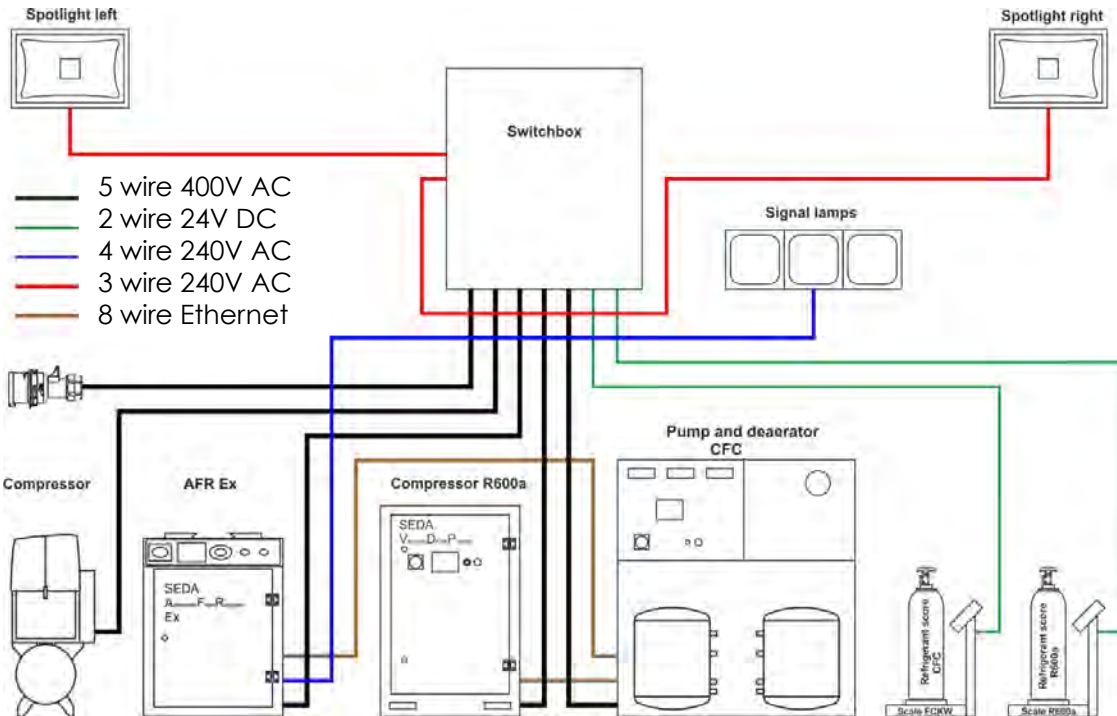 Spotlight left
Spotlight right
Switchbox
5 wire 400V AC
2 wire 24V DC
4 wire 240V AC
3 wire 240V AC
8 wire Ethernet
Signal lamps
Pump and deaerator
CFC
Compressor
AFR Ex
Compressor R600a
SEDA
V D P
SEDA
A F R
Ex
Refrigerant score
CFC
Refrigerant score
R600a
Scale FCKW
Scale R600a